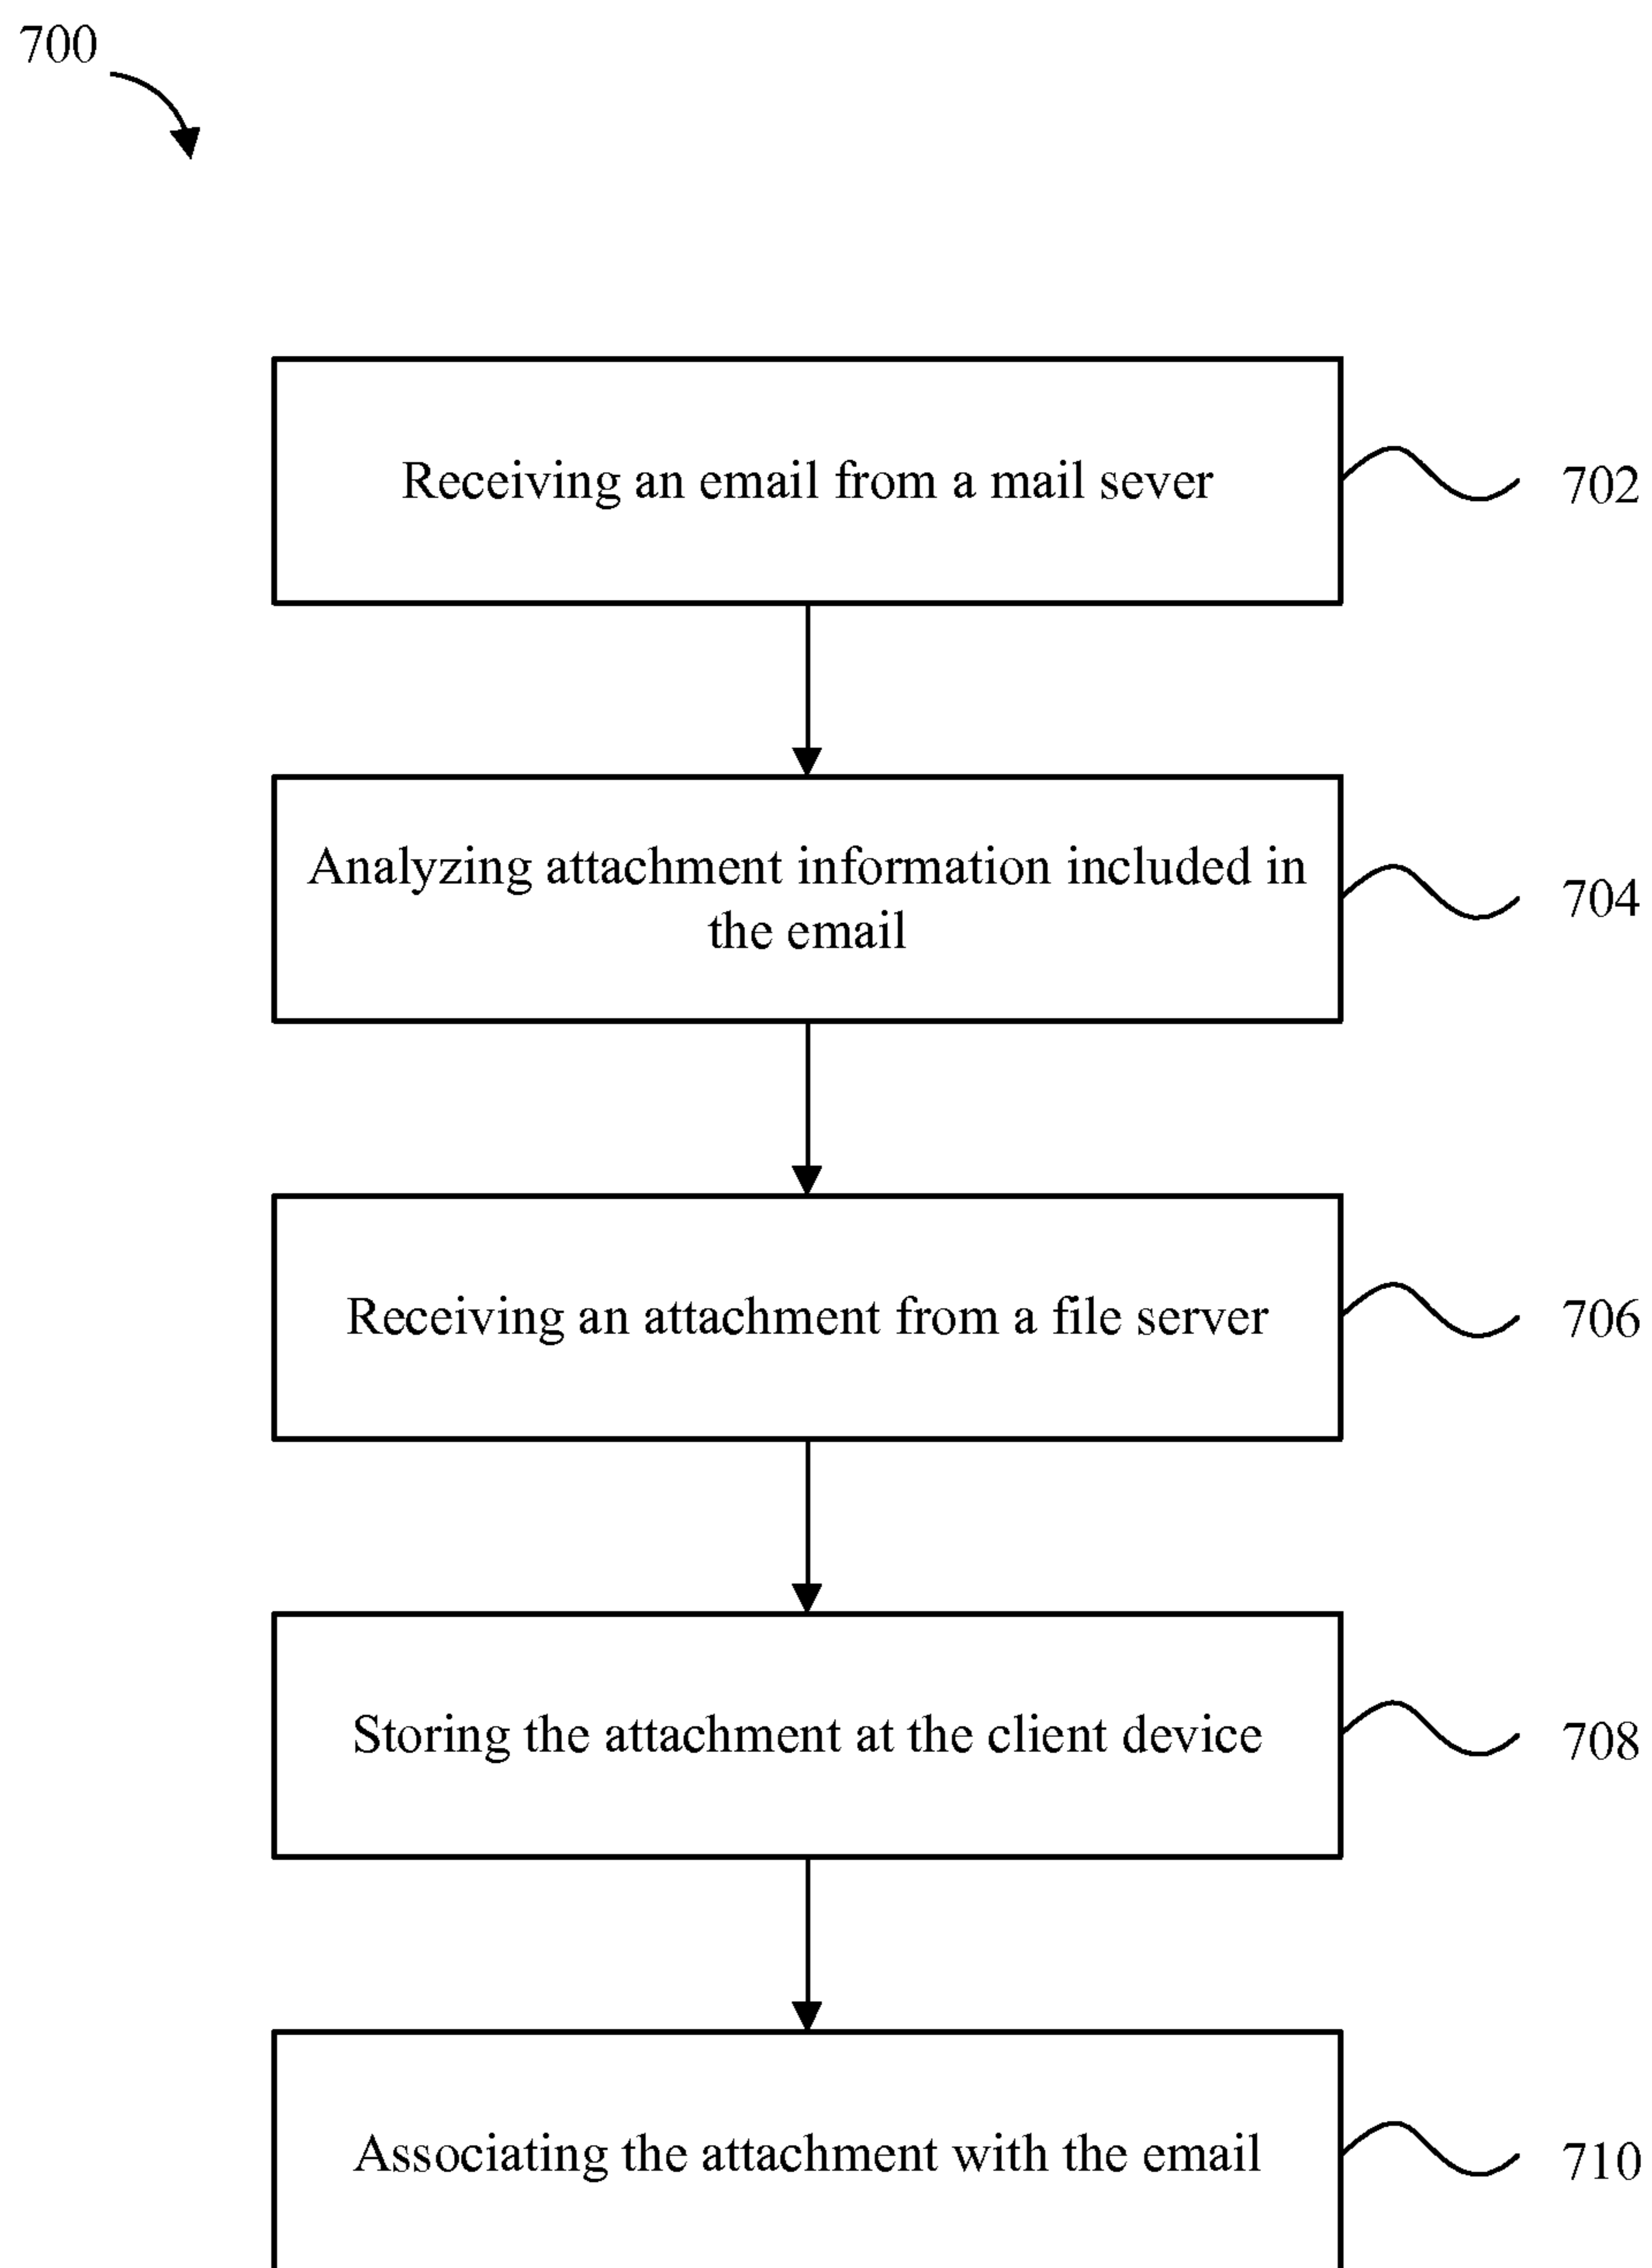 700
Receiving an email from a mail sever
702
Analyzing attachment information included in
the email
704
Receiving an attachment from a file server
706
Storing the attachment at the client device
708
Associating the attachment with the email
710